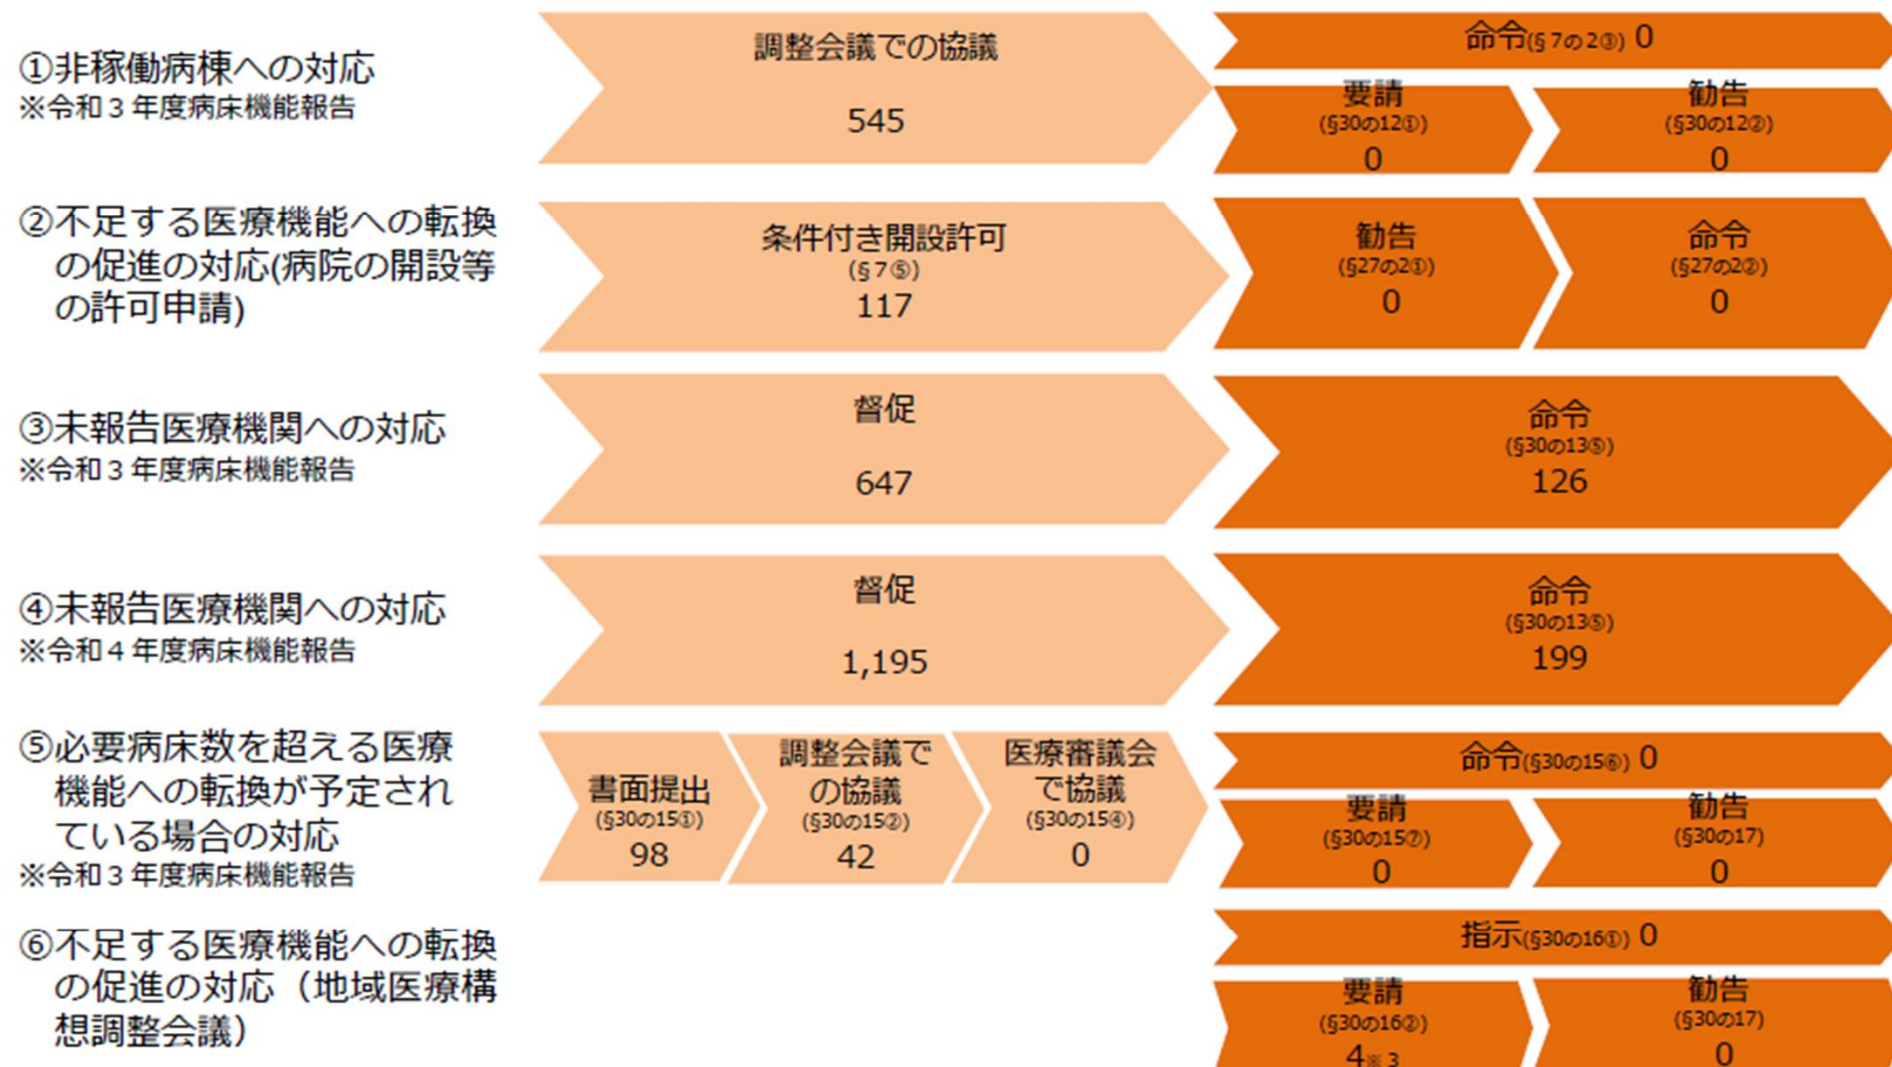 ①非稼働病棟への対応
※令和３年度病床機能報告
調整会議での協議
545
命令(§７の２③) 0
要請
(§30の12①)
0
勧告
(§30の12②)
0
②不足する医療機能への転換
の促進の対応(病院の開設等
の許可申請)
条件付き開設許可
(§７⑤)
117
勧告
(§27の2①)
0
命令
(§27の2②)
0
③未報告医療機関への対応
※令和３年度病床機能報告
督促
647
命令
(§30の13⑤)
126
④未報告医療機関への対応
※令和４年度病床機能報告
督促
1,195
命令
(§30の13⑤)
199
⑤必要病床数を超える医療
機能への転換が予定され
ている場合の対応
※令和３年度病床機能報告
書面提出
(§30の15①)
98
調整会議で
の協議
(§30の15②)
42
医療審議会
で協議
(§30の15④)
0
命令(§30の15⑥) 0
要請
(§30の15⑦)
0
勧告
(§30の17)
0
⑥不足する医療機能への転換
の促進の対応（地域医療構
想調整会議）
指示(§30の16①) 0
要請
(§30の16②)
4※３
勧告
(§30の17)
0